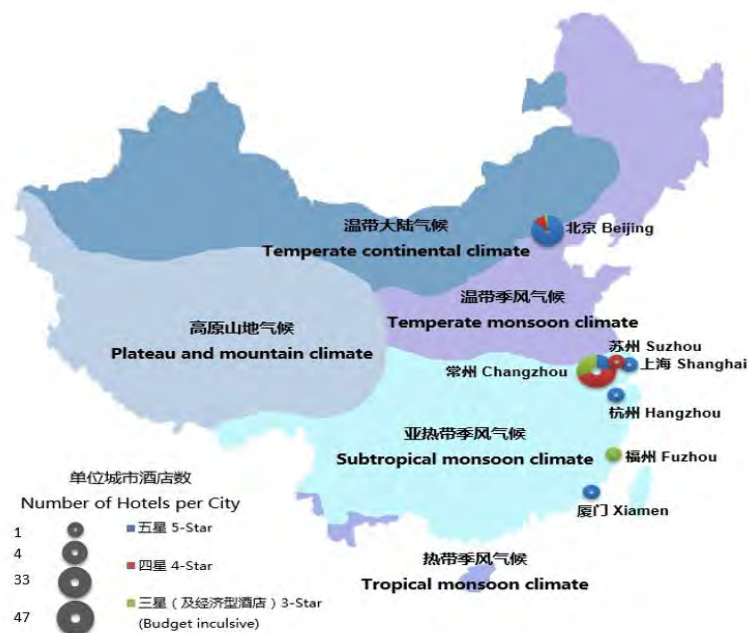 温带大陆气候
Temperate continental climate
北京 Beijing
温带季风气候
Temperate monsoon climate
高原山地气候
Plateau and mountain climate
苏州 Suzhou
上海 Shanghai
常州 Changzhou
杭州 Hangzhou
亚热带季风气候
Subtropical monsoon climate
福州 Fuzhou
厦门 Xiamen
热带季风气候
Tropical monsoon climate
单位城市酒店数
Number of Hotels per City
1
4
33
47
五星 5-Star
四星 4-Star
三星（及经济型酒店）3-Star
(Budget inculsive)